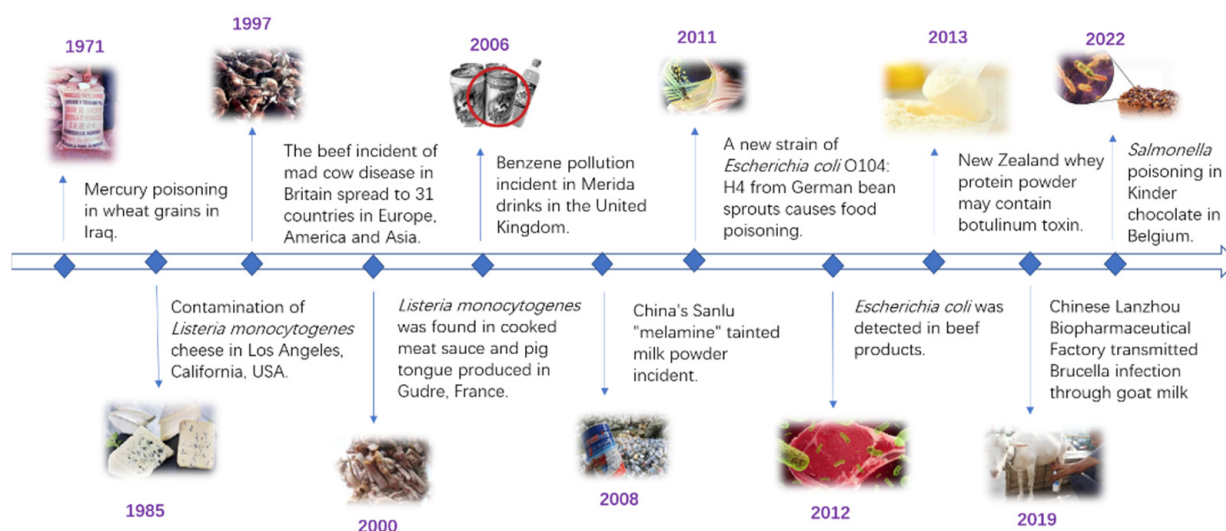 1971
Mercury poisoning
in wheat grains in
Iraq.
1985
Contamination of
Listeria monocytogenes
cheese in Los Angeles,
California, USA.
1997
The beef incident of
mad cow disease in
Britain spread to 31
countries in Europe,
America and Asia.
2000
Listeria monocytogenes
was found in cooked
meat sauce and pig
tongue produced in
Gudre, France.
2006
Benzene pollution
incident in Merida
drinks in the United
Kingdom.
2008
China's Sanlu
"melamine" tainted
milk powder
incident.
2011
A new strain of
Escherichia coli O104:
H4 from German bean
sprouts causes food
poisoning.
2012
Escherichia coli was
detected in beef
products.
2013
New Zealand whey
protein powder
may contain
botulinum toxin.
2019
Chinese Lanzhou
Biopharmaceutical
Factory transmitted
Brucella infection
through goat milk
2022
Salmonella
poisoning in
Kinder
chocolate in
Belgium.